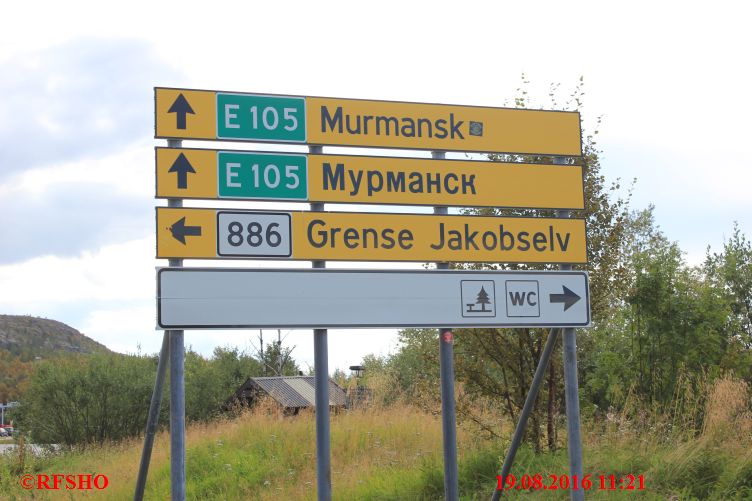 E 105 Murmansk
E 105 Мурманск
886 Grense Jakobselv
WC
©RFSHO 19.08.2016 11:21